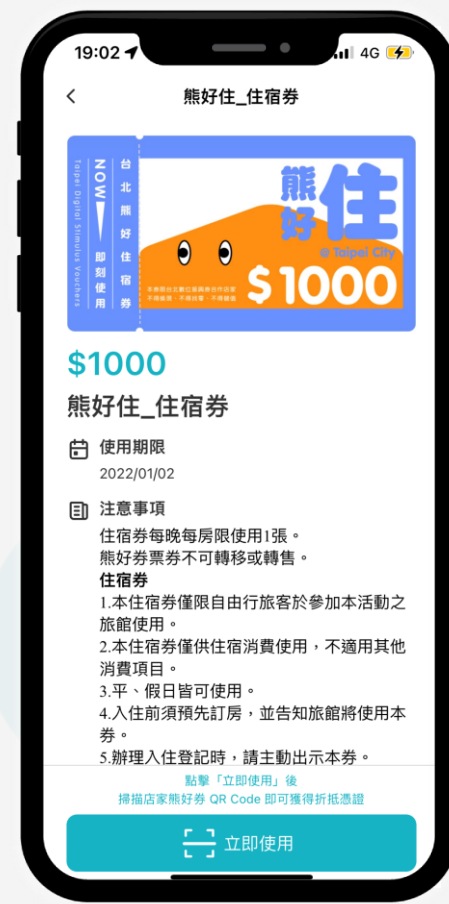 19:02
4G
熊好住_住宿券
Taipei Digital Stimulus Vouchers
NOW 即刻使用
台北熊好住宿券
熊好住
@ Taipei City
$1000
$1000
熊好住_住宿券
使用期限
2022/01/02
注意事項
住宿券每晚每房限使用1張。
熊好券票券不可轉移或轉售。
住宿券
1.本住宿券僅限自由行旅客於參加本活動之
旅館使用。
2.本住宿券僅供住宿消費使用，不適用其他
消費項目。
3.平、假日皆可使用。
4.入住前須預先訂房，並告知旅館將使用本
券。
5.辦理入住登記時，請主動出示本券。
點擊「立即使用」後
掃描店家熊好券 QR Code 即可獲得折抵憑證
立即使用